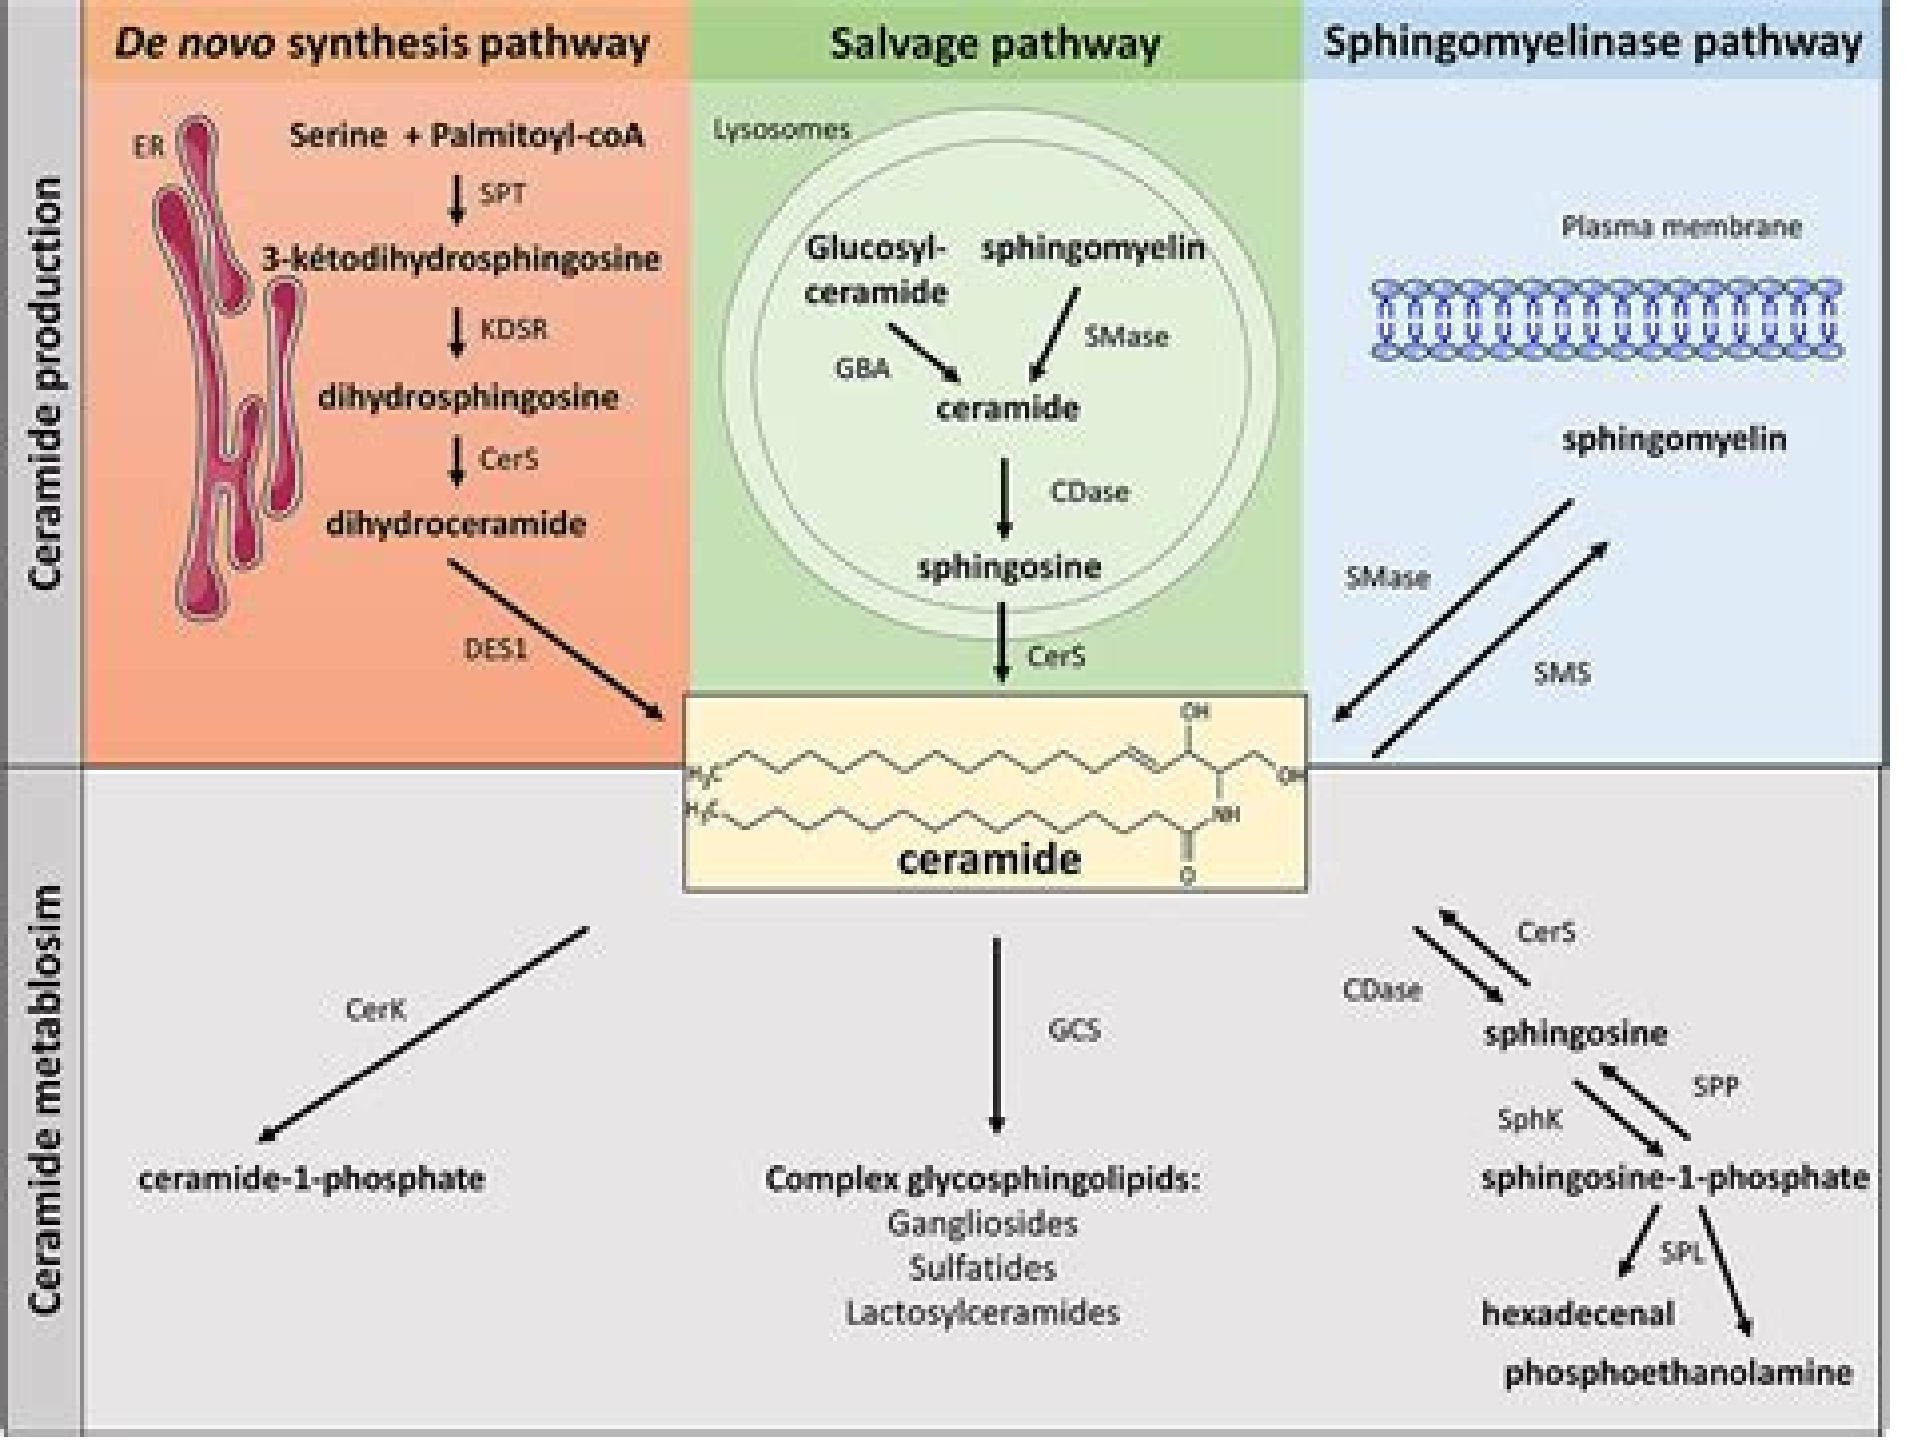 De novo synthesis pathway
Salvage pathway
Sphingomyelinase pathway
Ceramide production
ER
Serine + Palmitoyl-coA
SPT
3-kétodihydrosphingosine
KDSR
dihydrosphingosine
CerS
dihydroceramide
DES1
Lysosomes
Glucosyl-
ceramide
sphingomyelin
GBA
SMase
ceramide
CDase
sphingosine
CerS
Plasma membrane
sphingomyelin
SMase
SMS
OH
H₃C
OH
H₃C
NH
O
ceramide
Ceramide metablosim
CerK
ceramide-1-phosphate
GCS
Complex glycosphingolipids:
Gangliosides
Sulfatides
Lactosylceramides
CerS
CDase
sphingosine
SPP
SphK
sphingosine-1-phosphate
SPL
hexadecenal
phosphoethanolamine